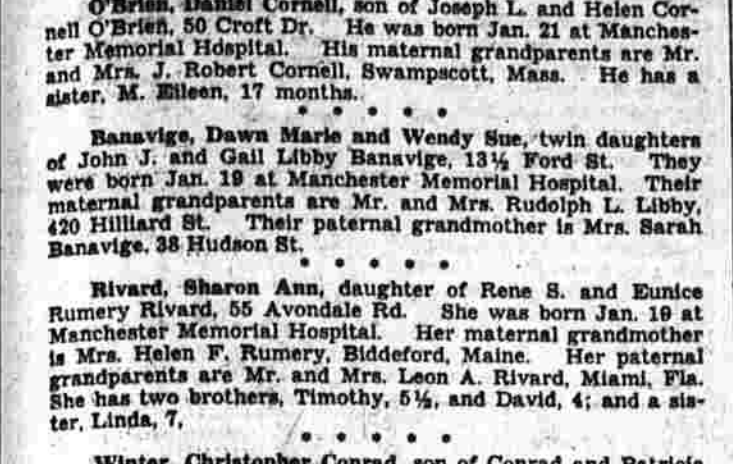 O'Brien, Daniel Cornell, son of Joseph L. and Helen Cor-
nell O'Brien, 50 Croft Dr. He was born Jan. 21 at Manches-
ter Memorial Hospital. His maternal grandparents are Mr.
and Mrs. J. Robert Cornell, Swampscott, Mass. He has a
sister, M. Eileen, 17 months.
* * * * *
Banavige, Dawn Marie and Wendy Sue, twin daughters
of John J. and Gail Libby Banavige, 13½ Ford St. They
were born Jan. 19 at Manchester Memorial Hospital. Their
maternal grandparents are Mr. and Mrs. Rudolph L. Libby,
420 Hilliard St. Their paternal grandmother is Mrs. Sarah
Banavige, 38 Hudson St.
* * * * *
Rivard, Sharon Ann, daughter of Rene S. and Eunice
Rumery Rivard, 55 Avondale Rd. She was born Jan. 19 at
Manchester Memorial Hospital. Her maternal grandmother
is Mrs. Helen F. Rumery, Biddeford, Maine. Her paternal
grandparents are Mr. and Mrs. Leon A. Rivard, Miami, Fla.
She has two brothers, Timothy, 5½, and David, 4; and a sis-
ter, Linda, 7.
* * * * *
Winter, Christopher Conrad, son of Conrad and Patricia